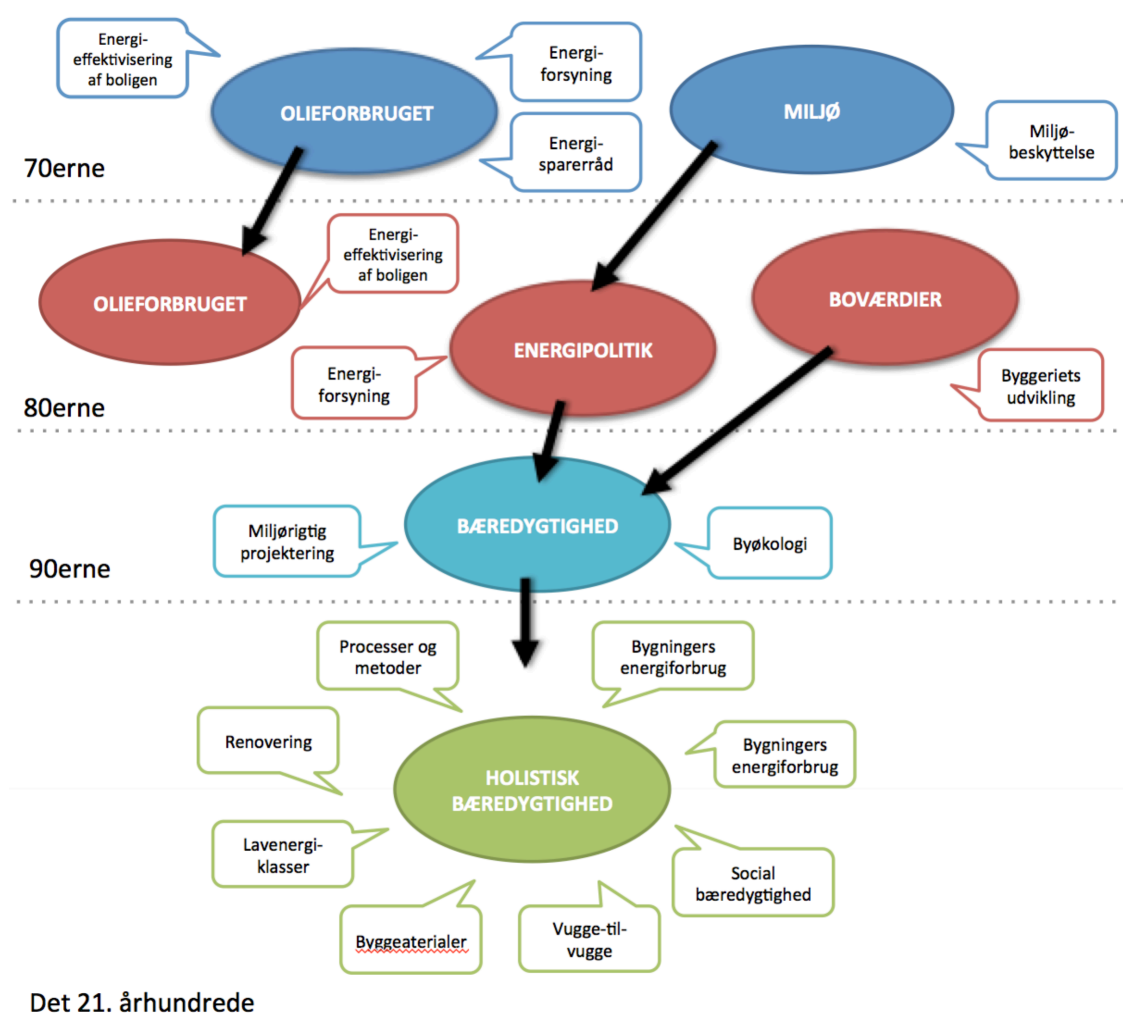 Energi-
effektivisering
af boligen
OLIEFORBRUGET
Energi-
forsyning
Energi-
sparerråd
MILJØ
Miljø-
beskyttelse
70erne
OLIEFORBRUGET
Energi-
effektivisering
af boligen
Energi-
forsyning
ENERGIPOLITIK
BOVÆRDIER
Byggeriets
udvikling
80erne
Miljørigtig
projektering
BÆREDYGTIGHED
Byøkologi
90erne
Processer og
metoder
Bygningers
energiforbrug
Renovering
Bygningers
energiforbrug
HOLISTISK
BÆREDYGTIGHED
Lavenergi-
klasser
Social
bæredygtighed
Byggeaterialer
Vugge-til-
vugge
Det 21. århundrede